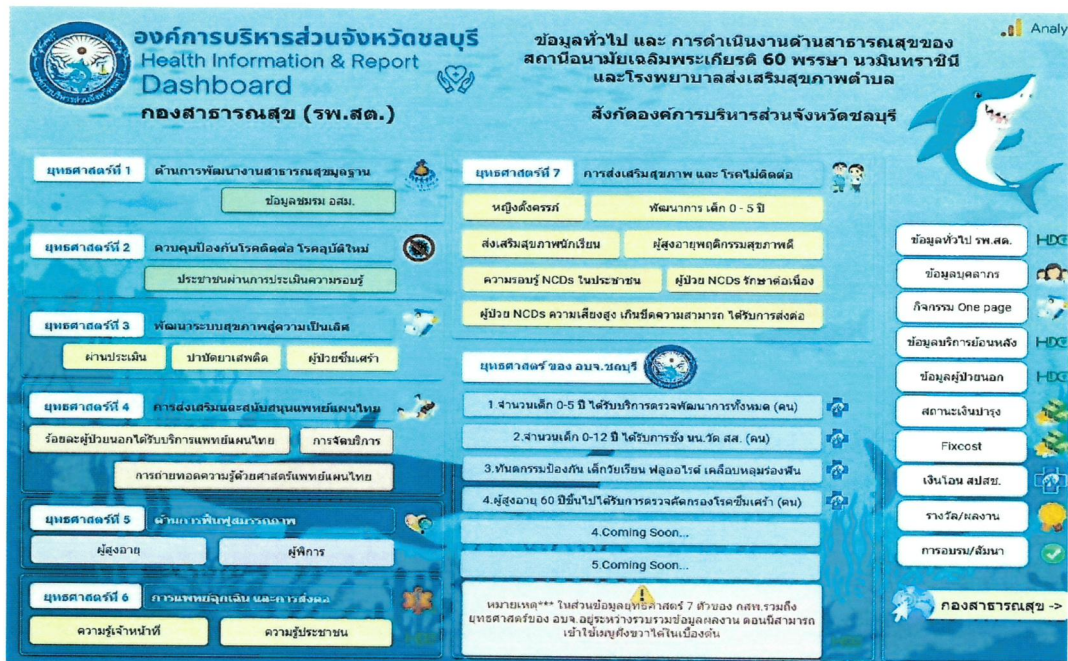 องค์การบริหารส่วนจังหวัดชลบุรี
Health Information & Report
Dashboard
กองสาธารณสุข (รพ.สต.)
ข้อมูลทั่วไป และ การดำเนินงานด้านสาธารณสุขของ
สถานีอนามัยเฉลิมพระเกียรติ 60 พรรษา นวมินทราชินี
และโรงพยาบาลส่งเสริมสุขภาพตำบล
สังกัดองค์การบริหารส่วนจังหวัดชลบุรี
Analy
ยุทธศาสตร์ที่ 1 ด้านการพัฒนางานสาธารณสุขมูลฐาน
ข้อมูลชมรม อสม.
ยุทธศาสตร์ที่ 2 ควบคุมป้องกันโรคติดต่อ โรคอุบัติใหม่
ประชาชนผ่านการประเมินความรอบรู้
ยุทธศาสตร์ที่ 3 พัฒนาระบบสุขภาพสู่ความเป็นเลิศ
ผ่านประเมิน บำบัดยาเสพติด ผู้ป่วยซึมเศร้า
ยุทธศาสตร์ที่ 4 การส่งเสริมและสนับสนุนแพทย์แผนไทย
ร้อยละผู้ป่วยนอกได้รับบริการแพทย์แผนไทย การจัดบริการ
การถ่ายทอดความรู้ด้วยศาสตร์แพทย์แผนไทย
ยุทธศาสตร์ที่ 5 ด้านการฟื้นฟูสมรรถภาพ
ผู้สูงอายุ ผู้พิการ
ยุทธศาสตร์ที่ 6 การแพทย์ฉุกเฉิน และการส่งต่อ
ความรู้เจ้าหน้าที่ ความรู้ประชาชน
ยุทธศาสตร์ที่ 7 การส่งเสริมสุขภาพ และ โรคไม่ติดต่อ
หญิงตั้งครรภ์ พัฒนาการ เด็ก 0 - 5 ปี
ส่งเสริมสุขภาพนักเรียน ผู้สูงอายุพฤติกรรมสุขภาพดี
ความรอบรู้ NCDs ในประชาชน ผู้ป่วย NCDs รักษาต่อเนื่อง
ผู้ป่วย NCDs ความเสี่ยงสูง เกินขีดความสามารถ ได้รับการส่งต่อ
ยุทธศาสตร์ ของ อบจ.ชลบุรี
1.จำนวนเด็ก 0-5 ปี ได้รับบริการตรวจพัฒนาการทั้งหมด (คน)
2.จำนวนเด็ก 0-12 ปี ได้รับการชั่ง นน.วัด สส. (คน)
3.ทันตกรรมป้องกัน เด็กวัยเรียน ฟลูออไรด์ เคลือบหลุมร่องฟัน
4.ผู้สูงอายุ 60 ปีขึ้นไปได้รับการตรวจคัดกรองโรคซึมเศร้า (คน)
4.Coming Soon...
5.Coming Soon...
หมายเหตุ*** ในส่วนข้อมูลยุทธศาสตร์ 7 ตัวของ กสท.รวมถึง
ยุทธศาสตร์ของ อบจ.อยู่ระหว่างรวบรวมข้อมูลผลงาน ตอนนี้สามารถ
เข้าใช้เมนูฝั่งขวาได้ในเบื้องต้น
ข้อมูลทั่วไป รพ.สต. HDC
ข้อมูลบุคลากร
กิจกรรม One page
ข้อมูลบริการย้อนหลัง HDC
ข้อมูลผู้ป่วยนอก HDC
สถานะเงินบำรุง
Fixcost
เงินโอน สปสช.
รางวัล/ผลงาน
การอบรม/สัมนา
กองสาธารณสุข ->